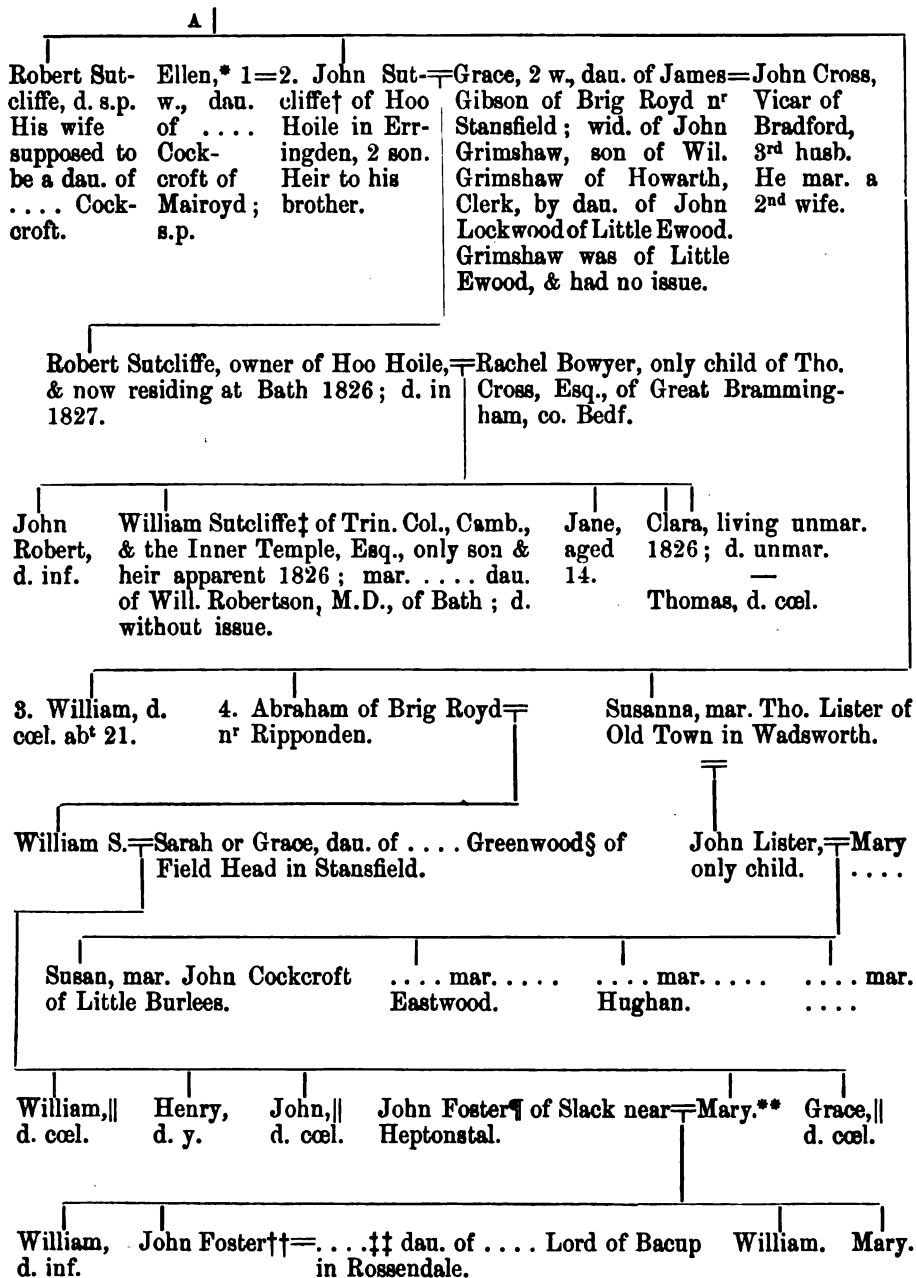 A
Robert Sut-
cliffe, d. s.p.
His wife
supposed to
be a dau. of
. . . . Cock-
croft.
Ellen,* 1=2. John Sut-
w., dau.
of . . . .
Cock-
croft of
Mairoyd ;
s.p.
cliffe† of Hoo
Hoile in Err-
ingden, 2 son.
Heir to his
brother.
Grace, 2 w., dau. of James=John Cross,
Gibson of Brig Royd nʳ
Stansfield ; wid. of John
Grimshaw, son of Wil.
Grimshaw of Howarth,
Clerk, by dau. of John
Lockwood of Little Ewood.
Grimshaw was of Little
Ewood, & had no issue.
Vicar of
Bradford,
3ʳᵈ husb.
He mar. a
2ⁿᵈ wife.
Robert Sutcliffe, owner of Hoo Hoile,
& now residing at Bath 1826 ; d. in
1827.
Rachel Bowyer, only child of Tho.
Cross, Esq., of Great Bramming-
ham, co. Bedf.
John
Robert,
d. inf.
William Sutcliffe‡ of Trin. Col., Camb.,
& the Inner Temple, Esq., only son &
heir apparent 1826 ; mar. . . . . dau.
of Will. Robertson, M.D., of Bath ; d.
without issue.
Jane,
aged
14.
Clara, living unmar.
1826 ; d. unmar.
—
Thomas, d. cœl.
3. William, d.
cœl. abᵗ 21.
4. Abraham of Brig Royd
nʳ Ripponden.
Susanna, mar. Tho. Lister of
Old Town in Wadsworth.
William S.
Sarah or Grace, dau. of . . . . Greenwood§ of
Field Head in Stansfield.
John Lister,
only child.
Mary
. . . .
Susan, mar. John Cockcroft
of Little Burlees.
. . . . mar. . . . .
Eastwood.
. . . . mar. . . . .
Hughan.
. . . . mar.
. . . .
William,||
d. cœl.
Henry,
d. y.
John,||
d. cœl.
John Foster¶ of Slack near
Heptonstal.
Mary.**
Grace,||
d. cœl.
William,
d. inf.
John Foster††=. . . .‡‡ dau. of . . . . Lord of Bacup
in Rossendale.
William.
Mary.